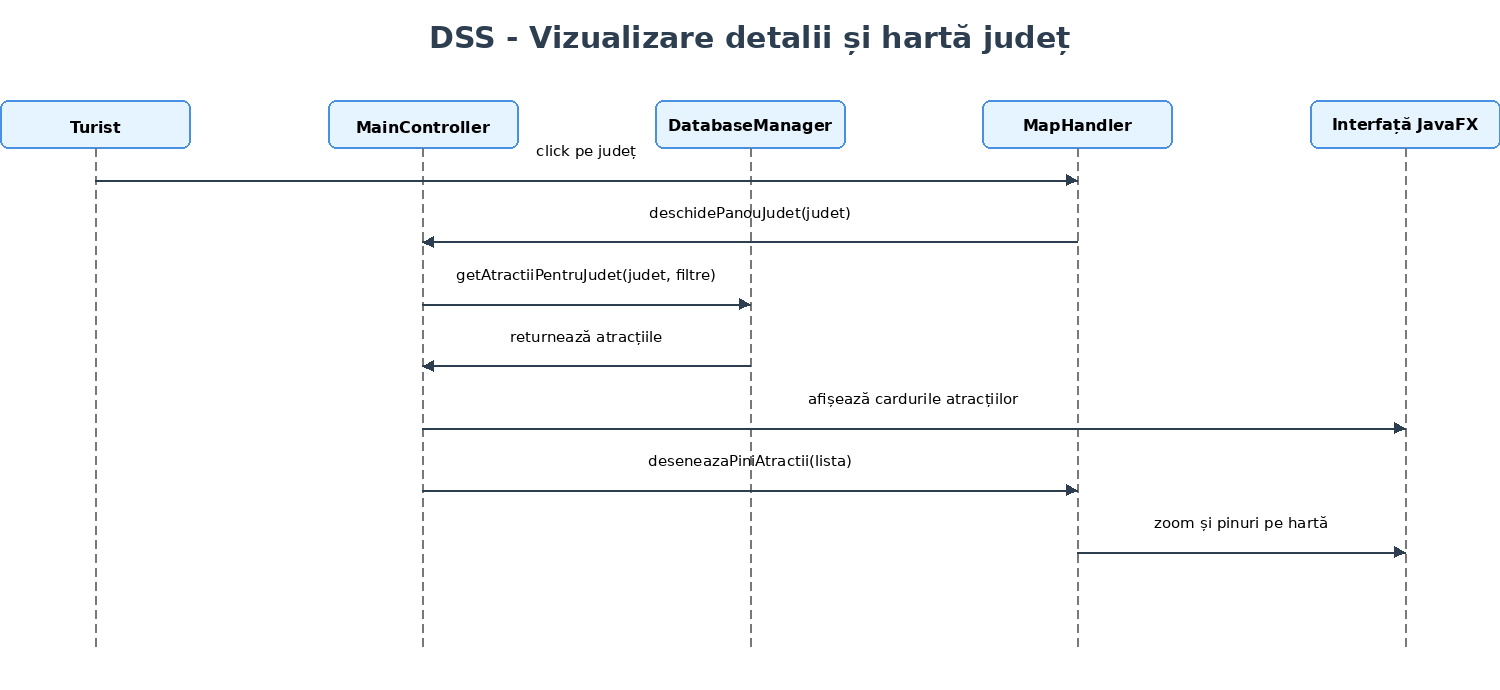 DSS - Vizualizare detalii și hartă județ
Turist
MainController
DatabaseManager
MapHandler
Interfață JavaFX
click pe județ
deschidePanouJudet(judet)
getAtractiiPentruJudet(judet, filtre)
returnează atracțiile
afișează cardurile atracțiilor
deseneazaPiniAtractii(lista)
zoom și pinuri pe hartă